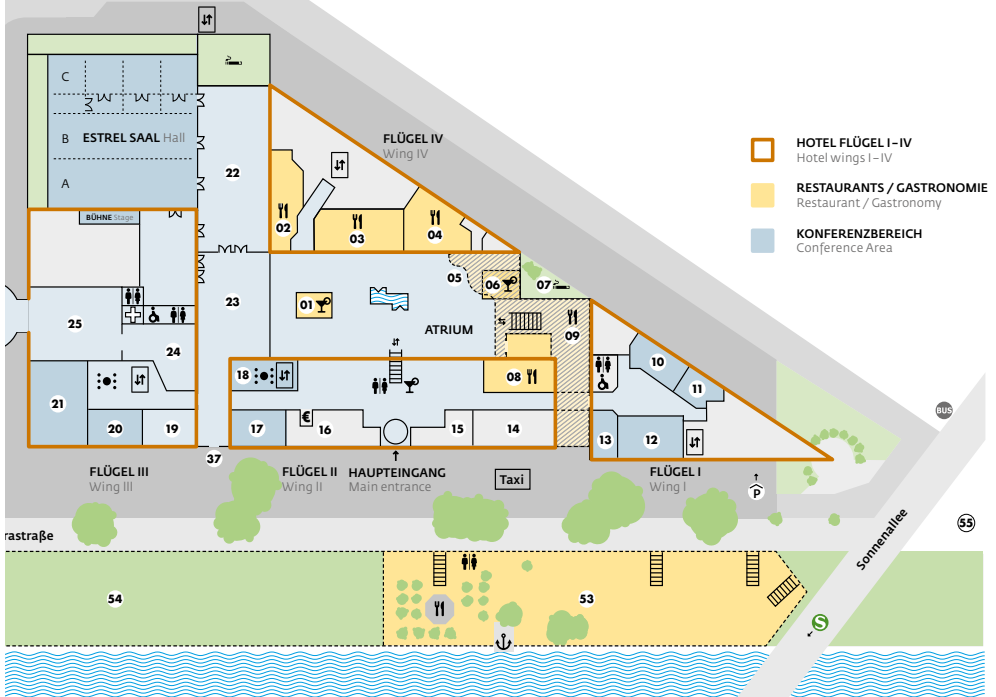 C
B
A
ESTREL SAAL Hall
BÜHNE Stage
FLÜGEL IV
Wing IV
22
02
03
04
05
06
07
23
01
ATRIUM
09
25
24
18
08
10
11
21
20
19
17
€
16
15
14
13
12
37
FLÜGEL III
Wing III
FLÜGEL II
Wing II
HAUPTEINGANG
Main entrance
Taxi
FLÜGEL I
Wing I
P
BUS
HOTEL FLÜGEL I–IV
Hotel wings I–IV
RESTAURANTS / GASTRONOMIE
Restaurant / Gastronomy
KONFERENZBEREICH
Conference Area
rastraße
Sonnenallee
55
54
53
S